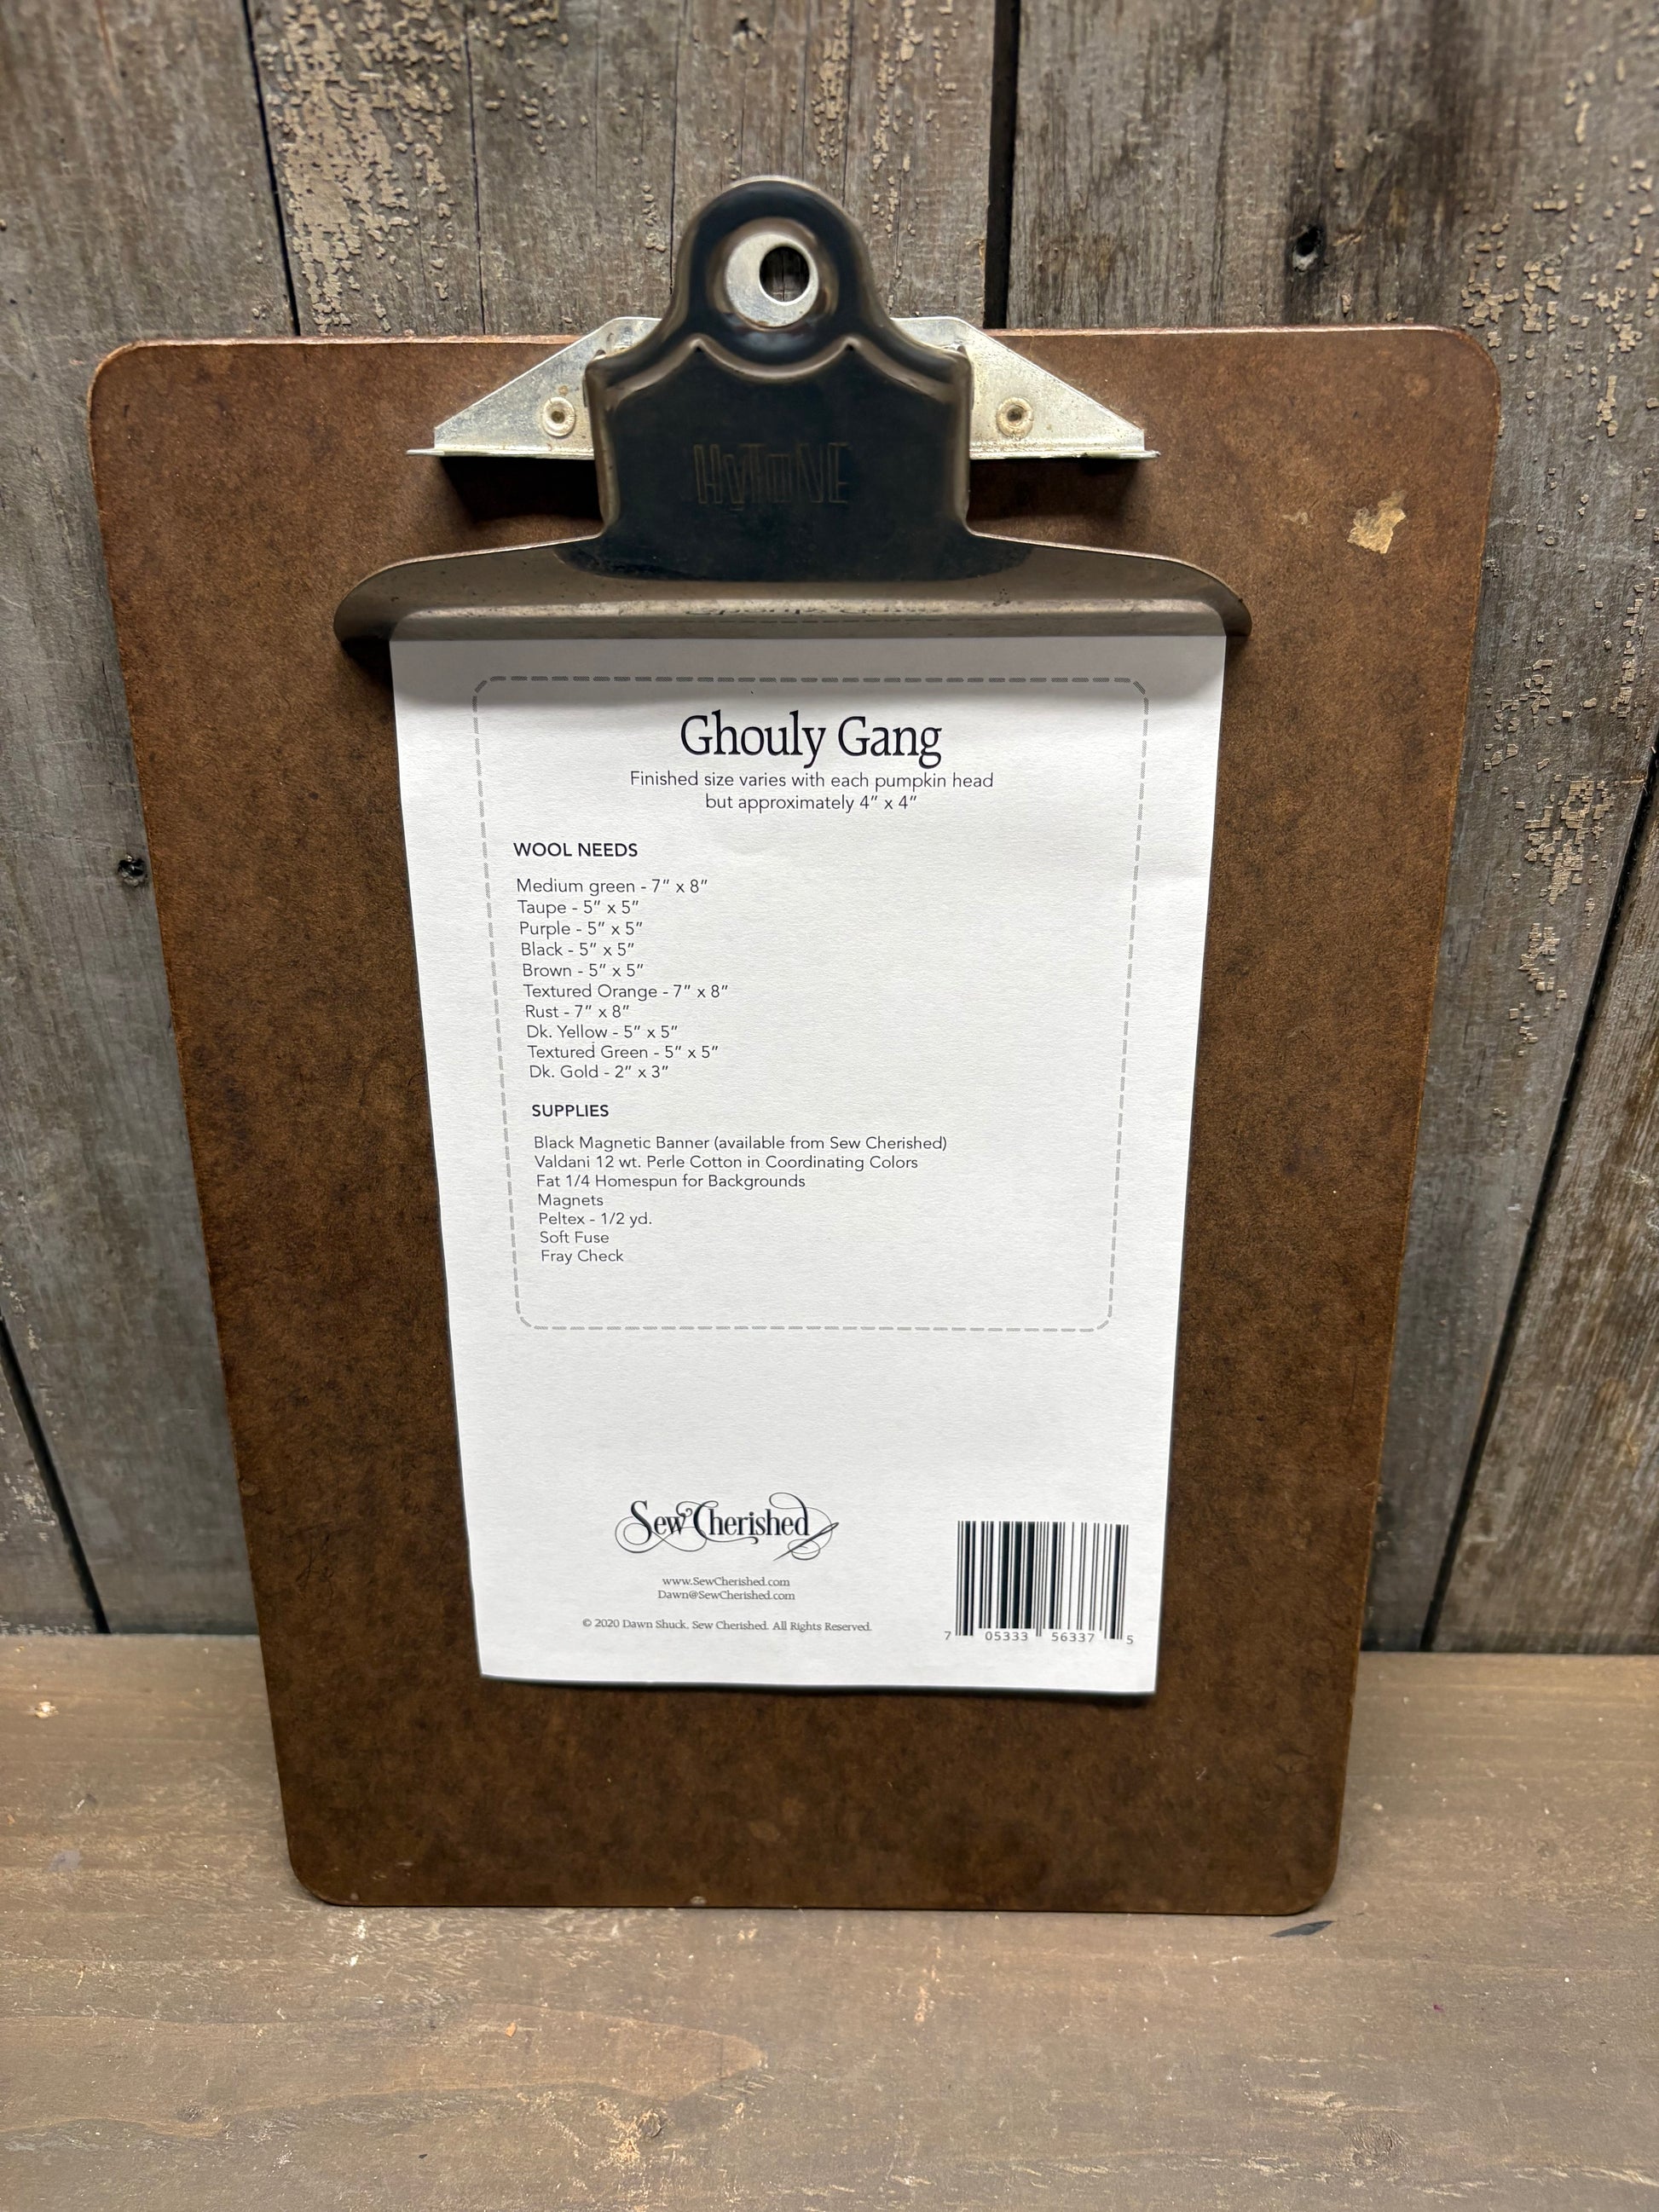 HyTONE
Ghouly Gang
Finished size varies with each pumpkin head
but approximately 4” x 4”
WOOL NEEDS
Medium green - 7” x 8”
Taupe - 5” x 5”
Purple - 5” x 5”
Black - 5” x 5”
Brown - 5” x 5”
Textured Orange - 7” x 8”
Rust - 7” x 8”
Dk. Yellow - 5” x 5”
Textured Green - 5” x 5”
Dk. Gold - 2” x 3”
SUPPLIES
Black Magnetic Banner (available from Sew Cherished)
Valdani 12 wt. Perle Cotton in Coordinating Colors
Fat 1/4 Homespun for Backgrounds
Magnets
Peltex - 1/2 yd.
Soft Fuse
Fray Check
Sew Cherished
www.SewCherished.com
Dawn@SewCherished.com
© 2020 Dawn Shuck. Sew Cherished. All Rights Reserved.
7 05333 56337 5